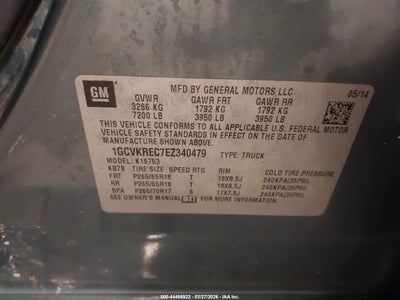 GM
MFD BY GENERAL MOTORS LLC
05/14
GVWR GAWR FRT GAWR RR
3266 KG 1792 KG 1792 KG
7200 LB 3950 LB 3950 LB
THIS VEHICLE CONFORMS TO ALL APPLICABLE U.S. FEDERAL MOTOR
VEHICLE SAFETY STANDARDS IN EFFECT ON THE DATE OF
MANUFACTURE SHOWN ABOVE.
1GCVKREC7EZ340479 TYPE: TRUCK
MODEL: K15753
KB7B TIRE SIZE SPEED RTG RIM COLD TIRE PRESSURE
FRT P265/65R18 T 18X8.5J 240KPA(35PSI)
RR P265/65R18 T 18X8.5J 240KPA(35PSI)
SPA P265/70R17 S 17X7.5J 240KPA(35PSI)
SEE OWNER'S MANUAL FOR MORE INFORMATION.
000-44466922 - 02/27/2026 - IAAI.COM